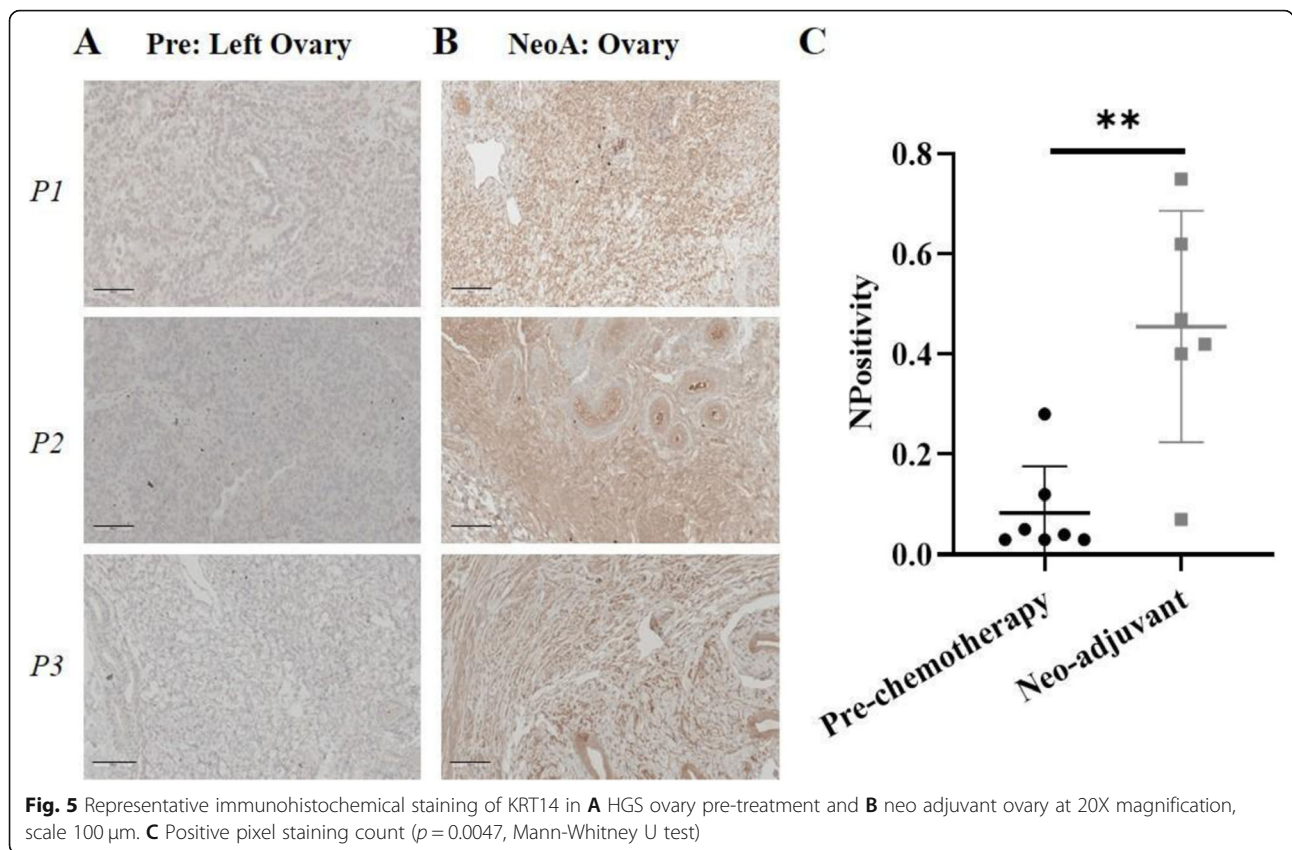 A Pre: Left Ovary B NeoA: Ovary C
P1
P2
P3
**
0.8
0.6
0.4
0.2
0.0
NPositivity
Pre-chemotherapy
Neo-adjuvant
Fig. 5 Representative immunohistochemical staining of KRT14 in A HGS ovary pre-treatment and B neo adjuvant ovary at 20X magnification,
scale 100 μm. C Positive pixel staining count (p = 0.0047, Mann-Whitney U test)